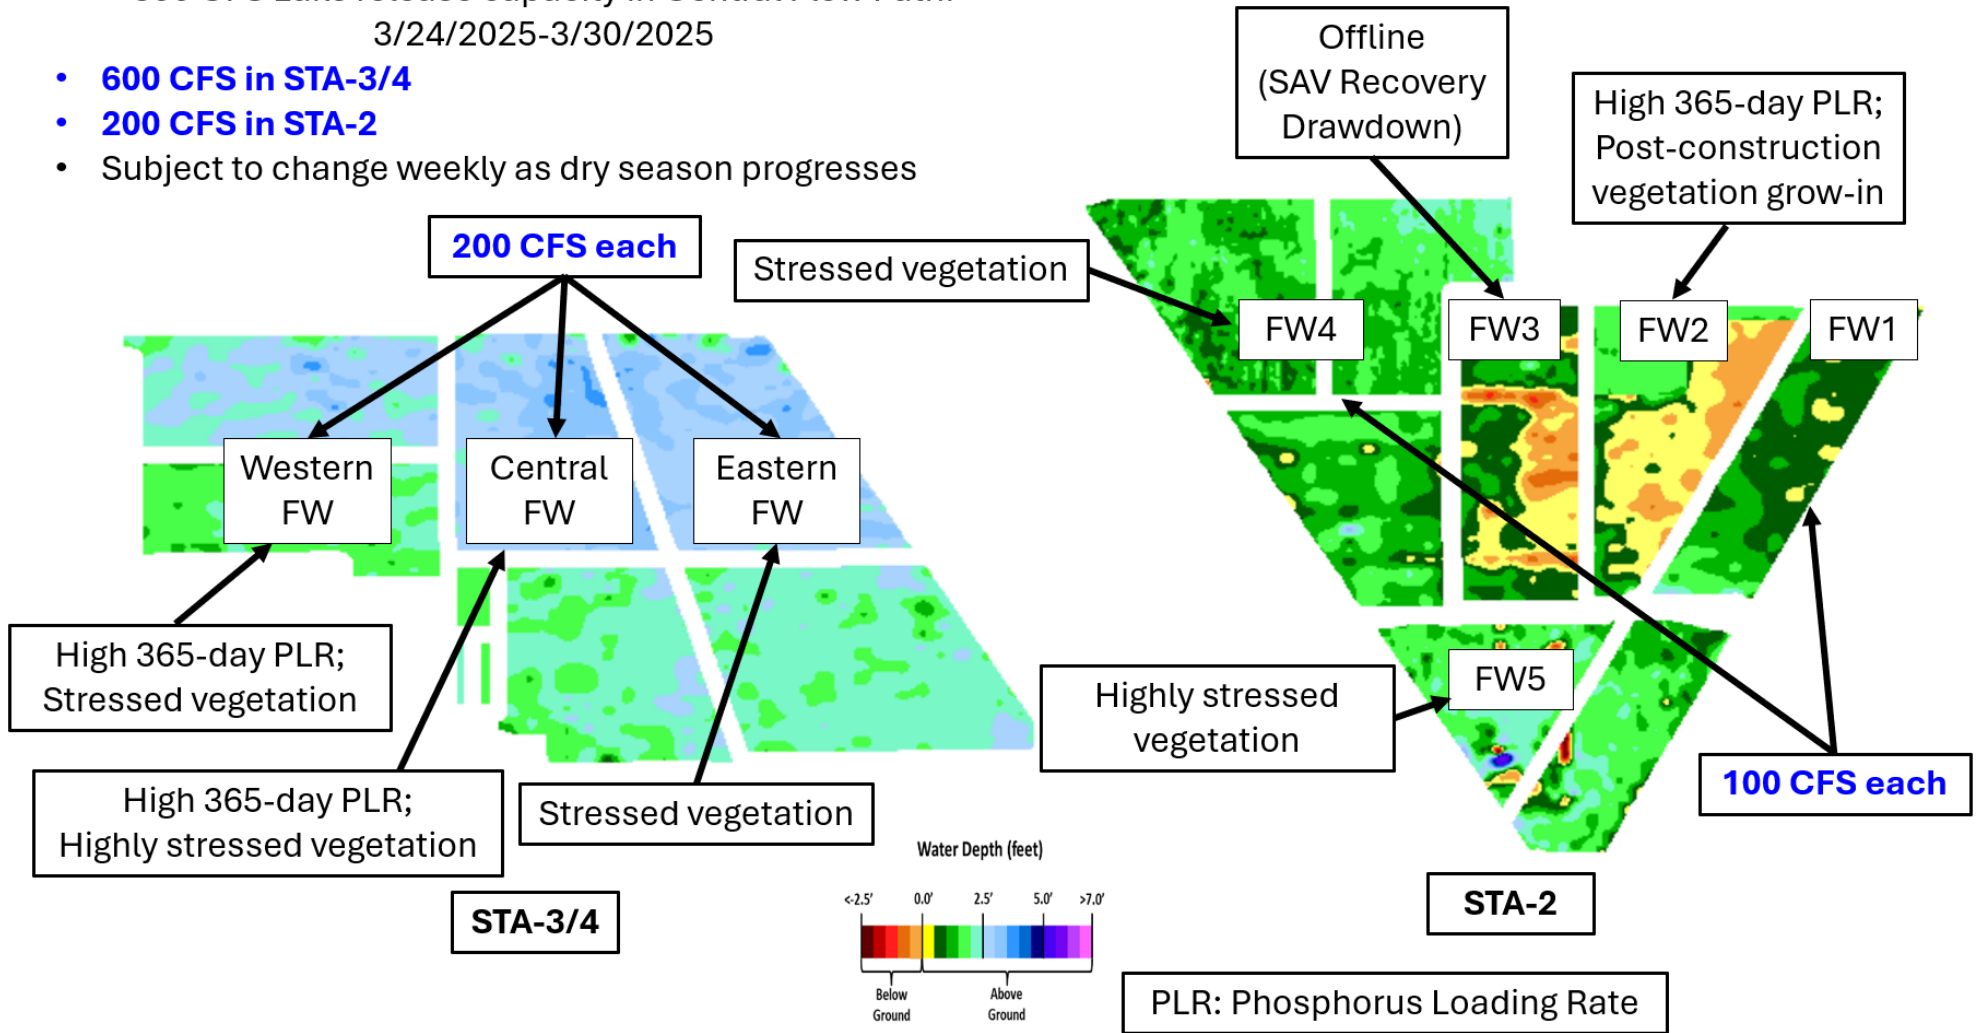 3/24/2025-3/30/2025
• 600 CFS in STA-3/4
• 200 CFS in STA-2
• Subject to change weekly as dry season progresses
Offline
(SAV Recovery
Drawdown)
High 365-day PLR;
Post-construction
vegetation grow-in
200 CFS each
Stressed vegetation
FW4
FW3
FW2
FW1
Western
FW
Central
FW
Eastern
FW
High 365-day PLR;
Stressed vegetation
Highly stressed
vegetation
FW5
High 365-day PLR;
Highly stressed vegetation
Stressed vegetation
100 CFS each
STA-3/4
STA-2
Water Depth (feet)
<-2.5' 0.0' 2.5' 5.0' >7.0'
Below
Ground
Above
Ground
PLR: Phosphorus Loading Rate